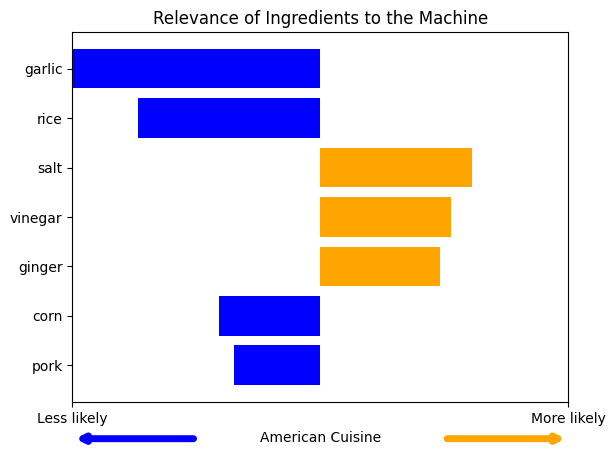 Relevance of Ingredients to the Machine
garlic
rice
salt
vinegar
ginger
corn
pork
Less likely
More likely
American Cuisine